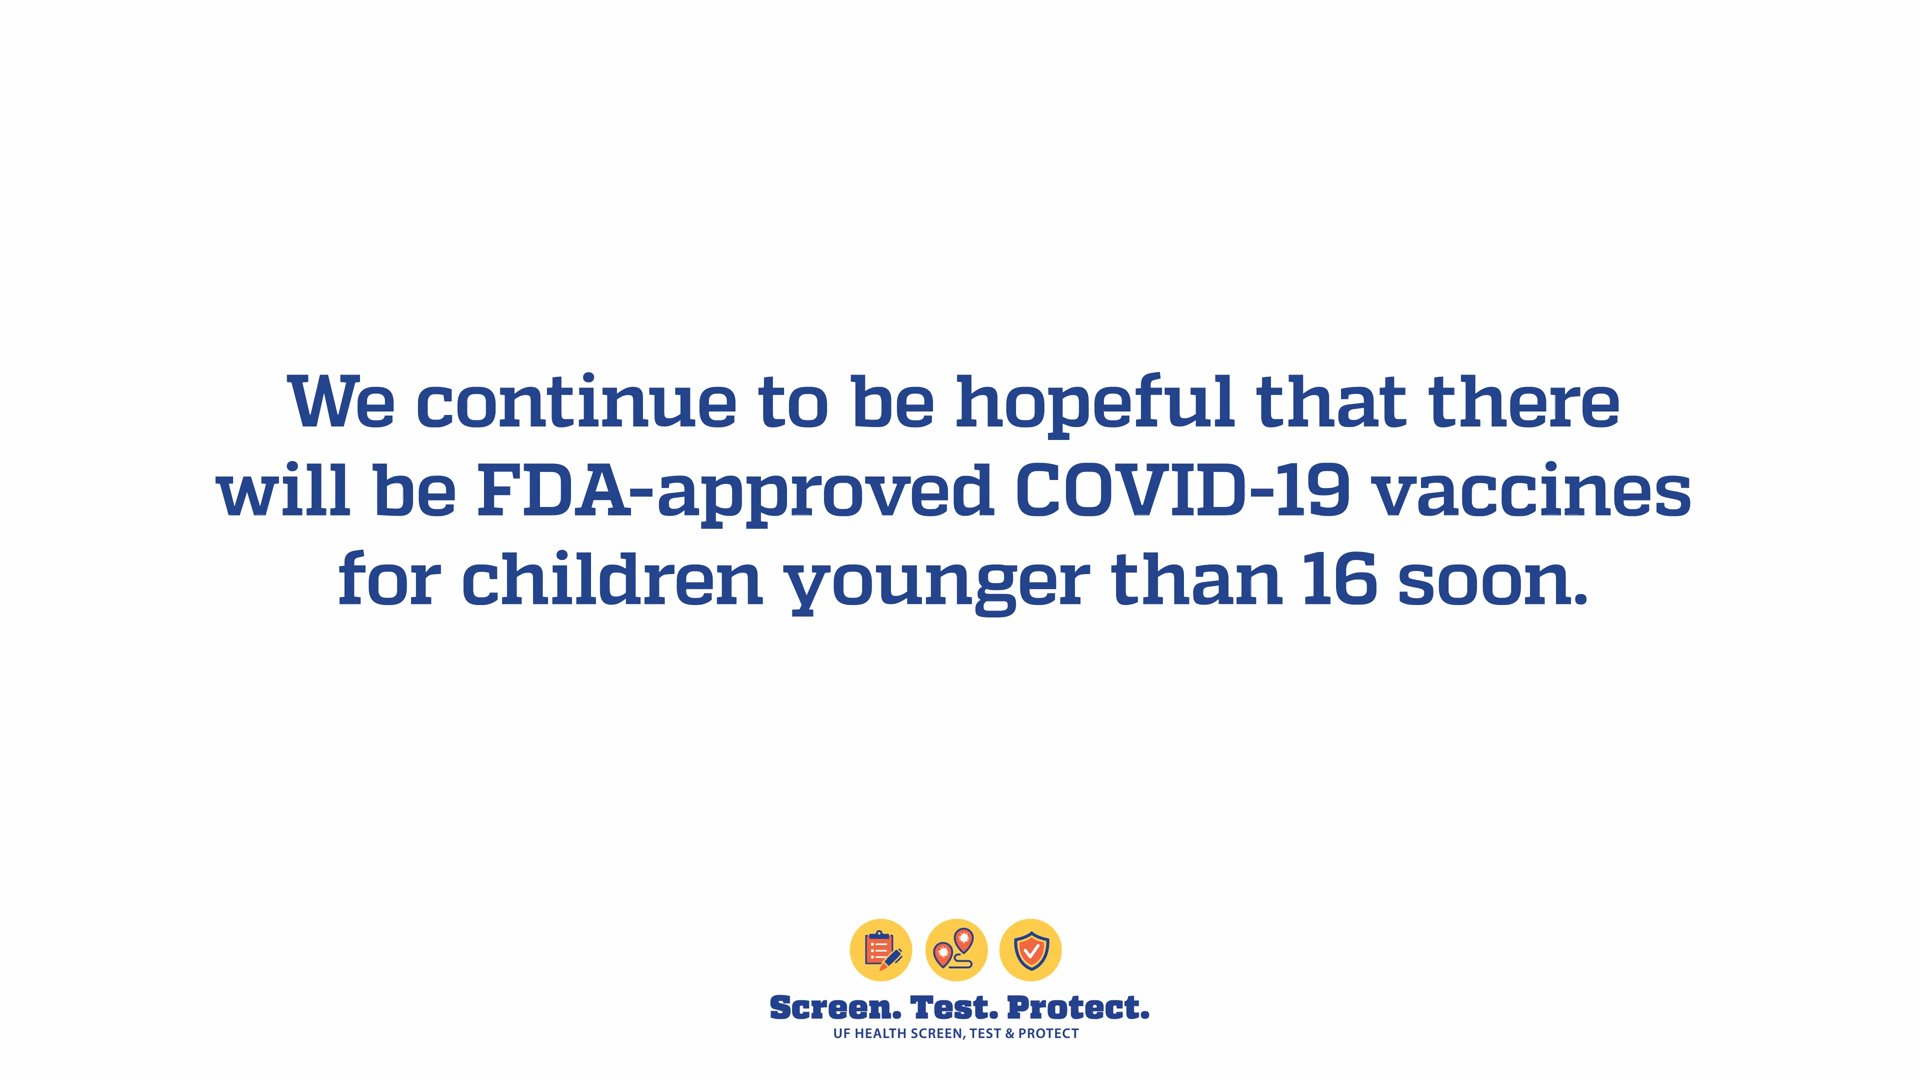 We continue to be hopeful that there
will be FDA-approved COVID-19 vaccines
for children younger than 16 soon.
Screen. Test. Protect.
UF HEALTH SCREEN, TEST & PROTECT